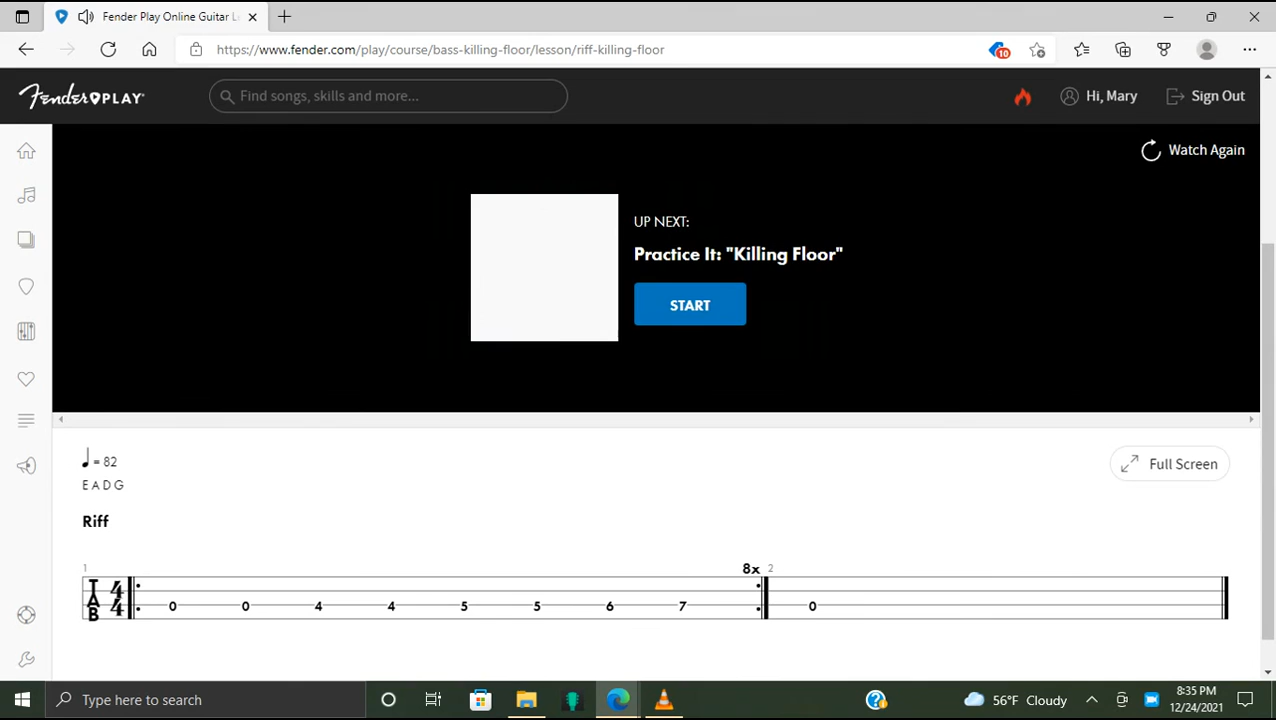 Fender Play Online Guitar L
https://www.fender.com/play/course/bass-killing-floor/lesson/riff-killing-floor
10
Fender PLAY
Find songs, skills and more...
Hi, Mary
Sign Out
Watch Again
UP NEXT:
Practice It: "Killing Floor"
START
= 82
E A D G
Full Screen
Riff
1
8x
2
T A B
4 4
0 0 4 4 5 5 6 7 0
Type here to search
56°F Cloudy
8:35 PM
12/24/2021